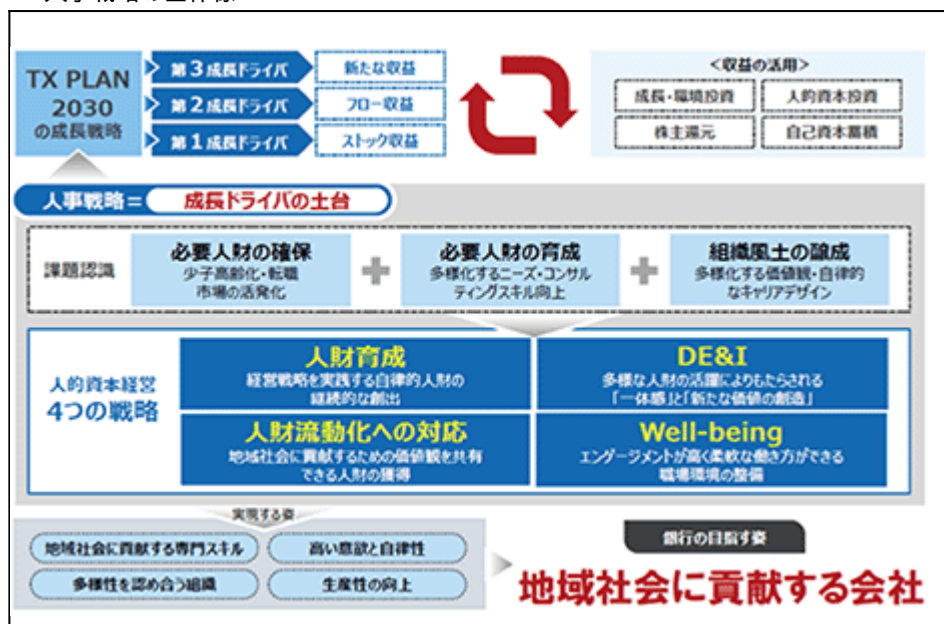 TX PLAN
2030
の成長戦略
第3成長ドライバ
新たな収益
第2成長ドライバ
フロー収益
第1成長ドライバ
ストック収益
<収益の活用>
成長・環境投資
人的資本投資
株主還元
自己資本蓄積
人事戦略=
成長ドライバの土台
課題認識
必要人財の確保
少子高齢化・転職
市場の活発化
必要人財の育成
多様化するニーズ・コンサル
ティングスキル向上
組織風土の醸成
多様化する価値観・自律的
なキャリアデザイン
人的資本経営
4つの戦略
人財育成
経営戦略を実践する自律的人財の
継続的な創出
DE&I
多様な人財の活躍によりもたらされる
「一体感」と「新たな価値の創造」
人財流動化への対応
地域社会に貢献するための価値観を共有
できる人財の獲得
Well-being
エンゲージメントが高く柔軟な働き方ができる
職場環境の整備
実現する姿
地域社会に貢献する専門スキル
高い意欲と自律性
多様性を認め合う組織
生産性の向上
銀行の目指す姿
地域社会に貢献する会社